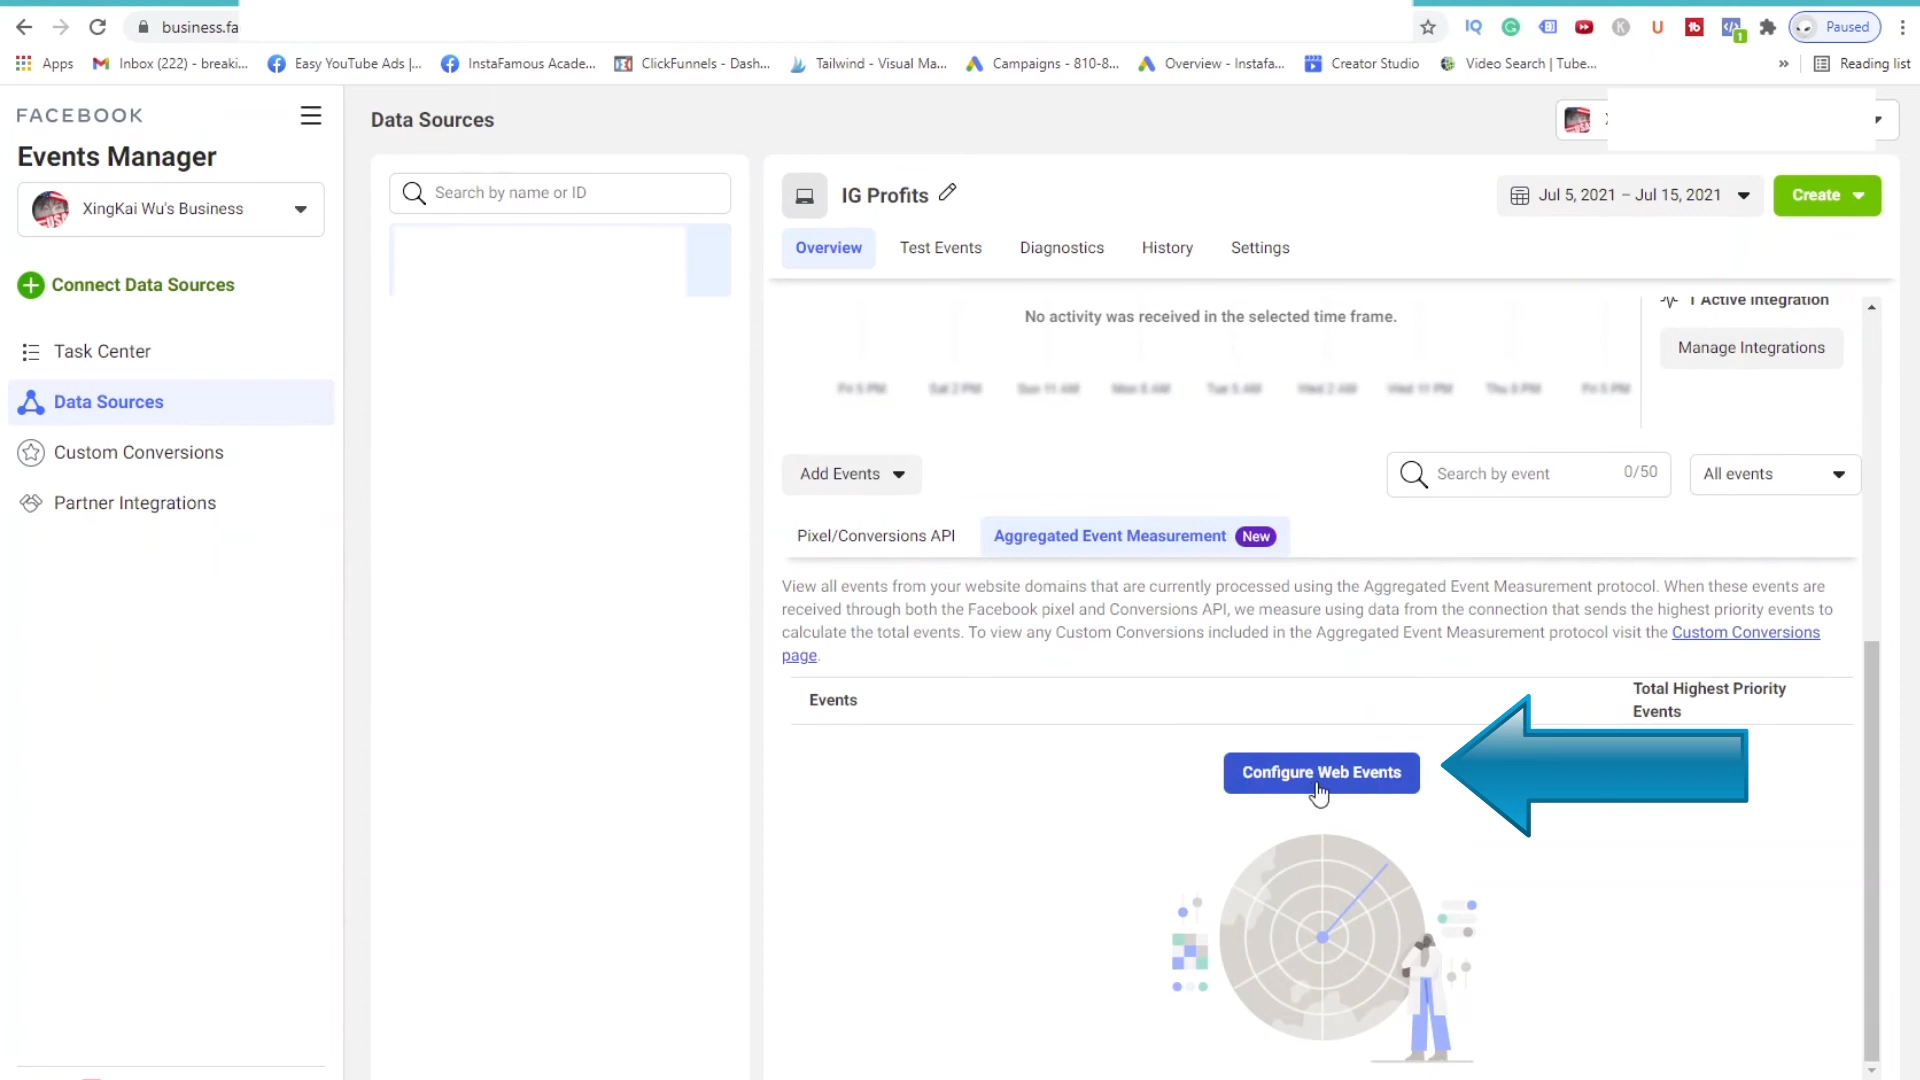 business.fa
Paused
Apps
Inbox (222) - breaki...
Easy YouTube Ads |...
InstaFamous Acade...
ClickFunnels - Dash...
Tailwind - Visual Ma...
Campaigns - 810-8...
Overview - Instafa...
Creator Studio
Video Search | Tube...
»
Reading list
FACEBOOK
Events Manager
XingKai Wu's Business
Connect Data Sources
Task Center
Data Sources
Custom Conversions
Partner Integrations
Data Sources
Search by name or ID
IG Profits
Jul 5, 2021 – Jul 15, 2021
Create
Overview
Test Events
Diagnostics
History
Settings
No activity was received in the selected time frame.
1 Active Integration
Manage Integrations
Add Events
Search by event
0/50
All events
Pixel/Conversions API
Aggregated Event Measurement
New
View all events from your website domains that are currently processed using the Aggregated Event Measurement protocol. When these events are
received through both the Facebook pixel and Conversions API, we measure using data from the connection that sends the highest priority events to
calculate the total events. To view any Custom Conversions included in the Aggregated Event Measurement protocol visit the Custom Conversions
page.
Events
Total Highest Priority
Events
Configure Web Events